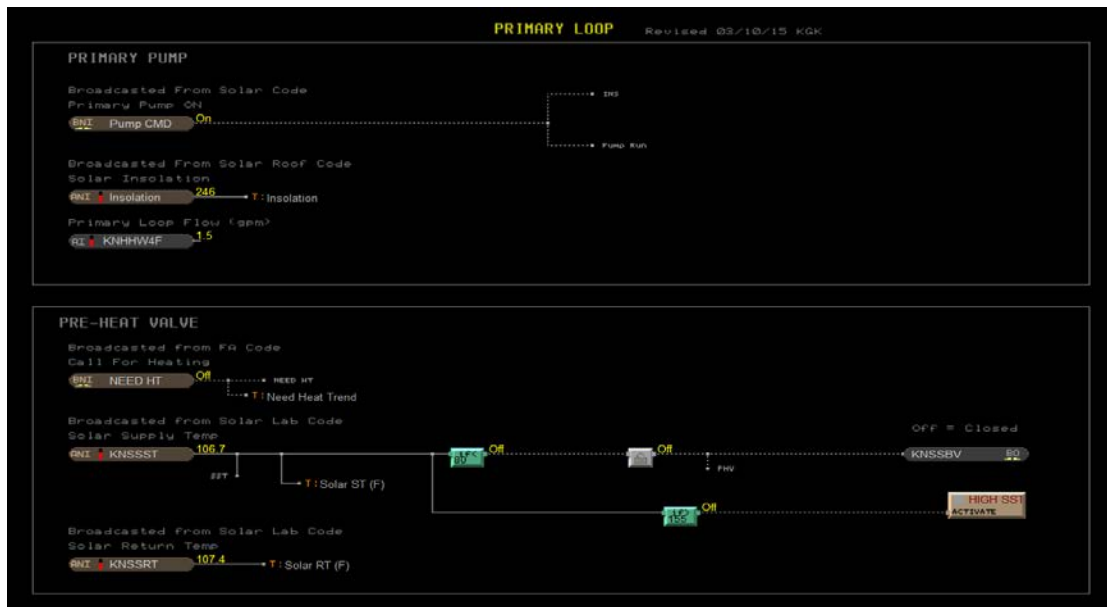 PRIMARY LOOP Revised 03/10/15 KGK
PRIMARY PUMP
Broadcasted From Solar Code
Primary Pump ON
BNI Pump CMD On
INS
Pump Run
Broadcasted From Solar Roof Code
Solar Insolation
ANI Insolation 246 T: Insolation
Primary Loop Flow (gpm)
AI KNHHW4F 1.5
PRE-HEAT VALVE
Broadcasted from FA Code
Call For Heating
BNI NEED HT Off NEED HT
T: Need Heat Trend
Broadcasted from Solar Lab Code
Solar Supply Temp
Off = Closed
ANI KNSSST 106.7 80 Off Off KNSSBV BO
SST FHV
T: Solar ST (F)
HIGH SST
155 Off ACTIVATE
Broadcasted from Solar Lab Code
Solar Return Temp
ANI KNSSRT 107.4 T: Solar RT (F)